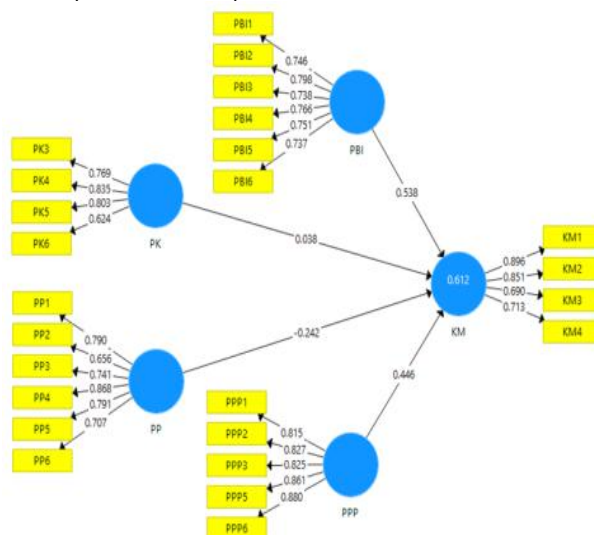 PBI1
PBI2
PBI3
PBI4
PBI5
PBI6
0.746
0.798
0.738
0.766
0.751
0.737
PBI
0.538
PK3
PK4
PK5
PK6
0.769
0.835
0.803
0.624
PK
0.038
KM1
KM2
KM3
KM4
0.896
0.851
0.690
0.713
0.612
KM
PP1
PP2
PP3
PP4
PP5
PP6
0.790
0.656
0.741
0.868
0.791
0.707
PP
-0.242
PPP1
PPP2
PPP3
PPP5
PPP6
0.815
0.827
0.825
0.861
0.880
PPP
0.446